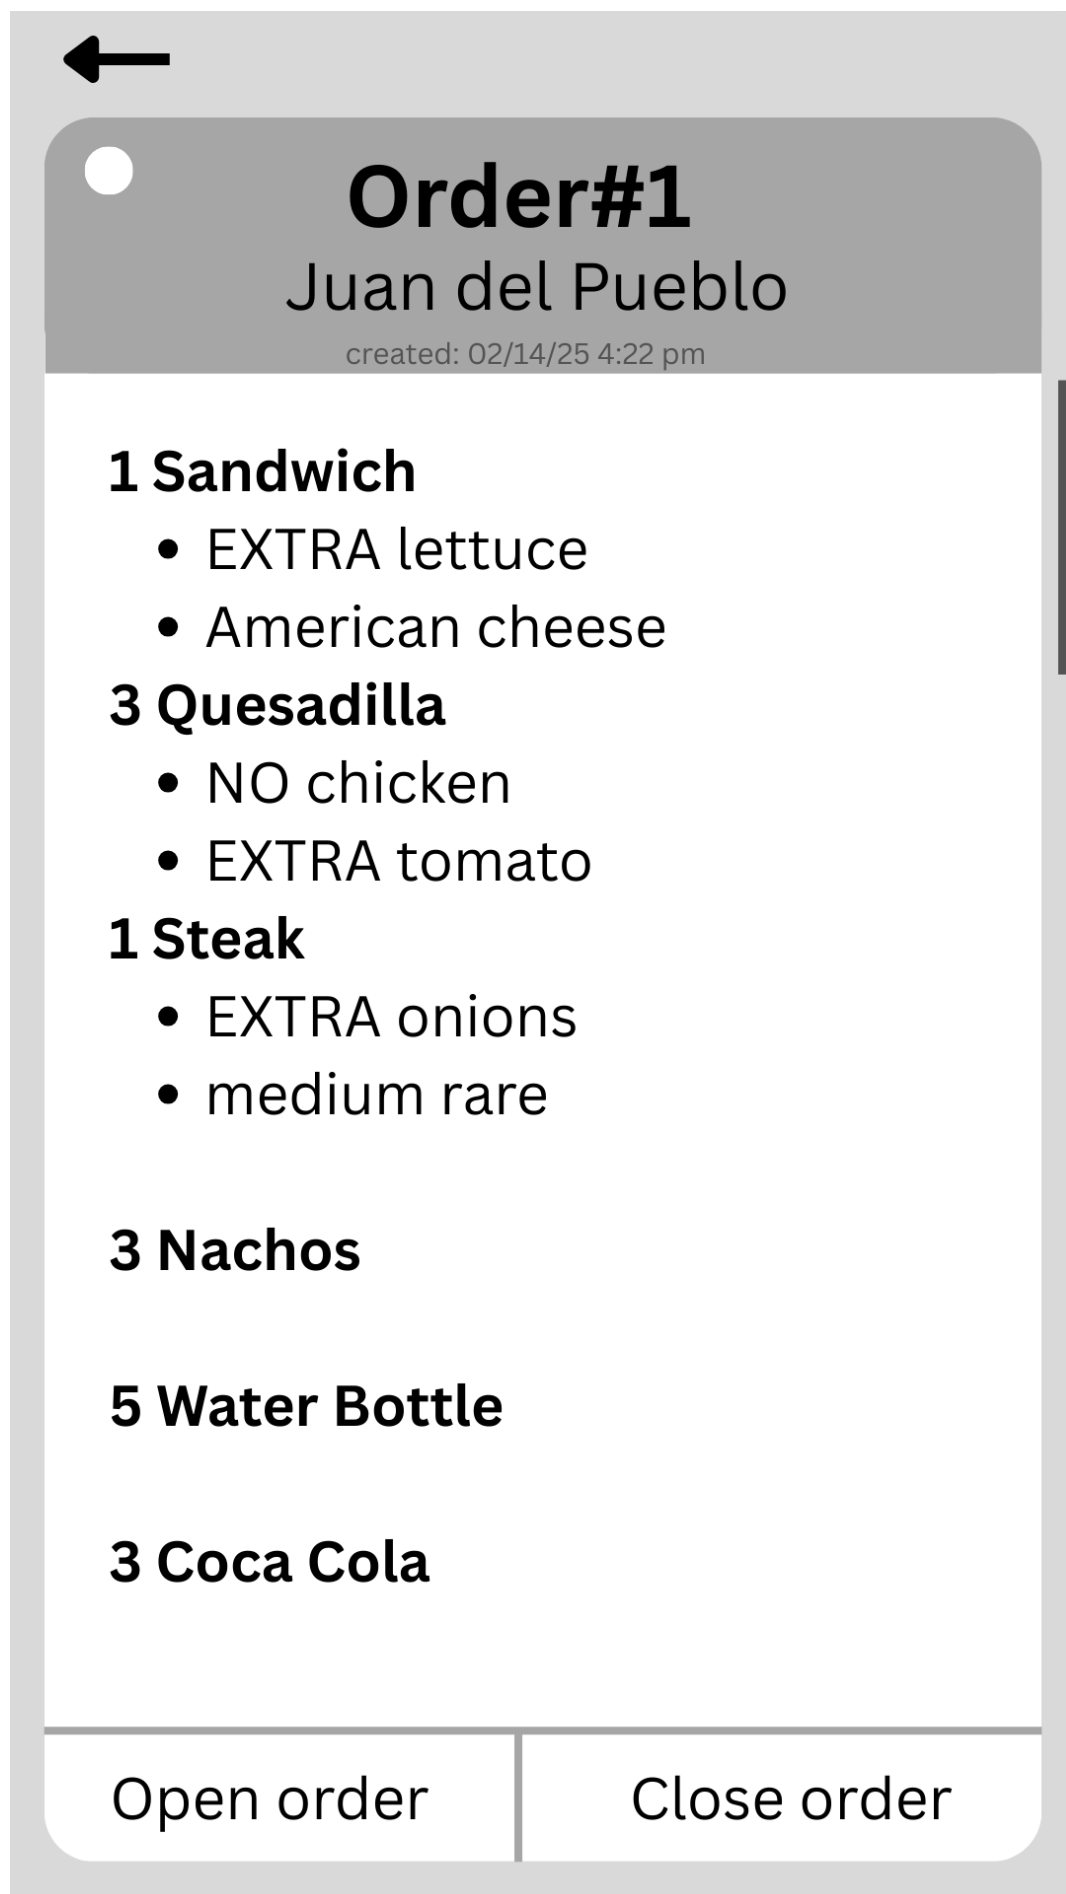 Order#1
Juan del Pueblo
created: 02/14/25 4:22 pm
1 Sandwich
• EXTRA lettuce
• American cheese
3 Quesadilla
• NO chicken
• EXTRA tomato
1 Steak
• EXTRA onions
• medium rare
3 Nachos
5 Water Bottle
3 Coca Cola
Open order
Close order